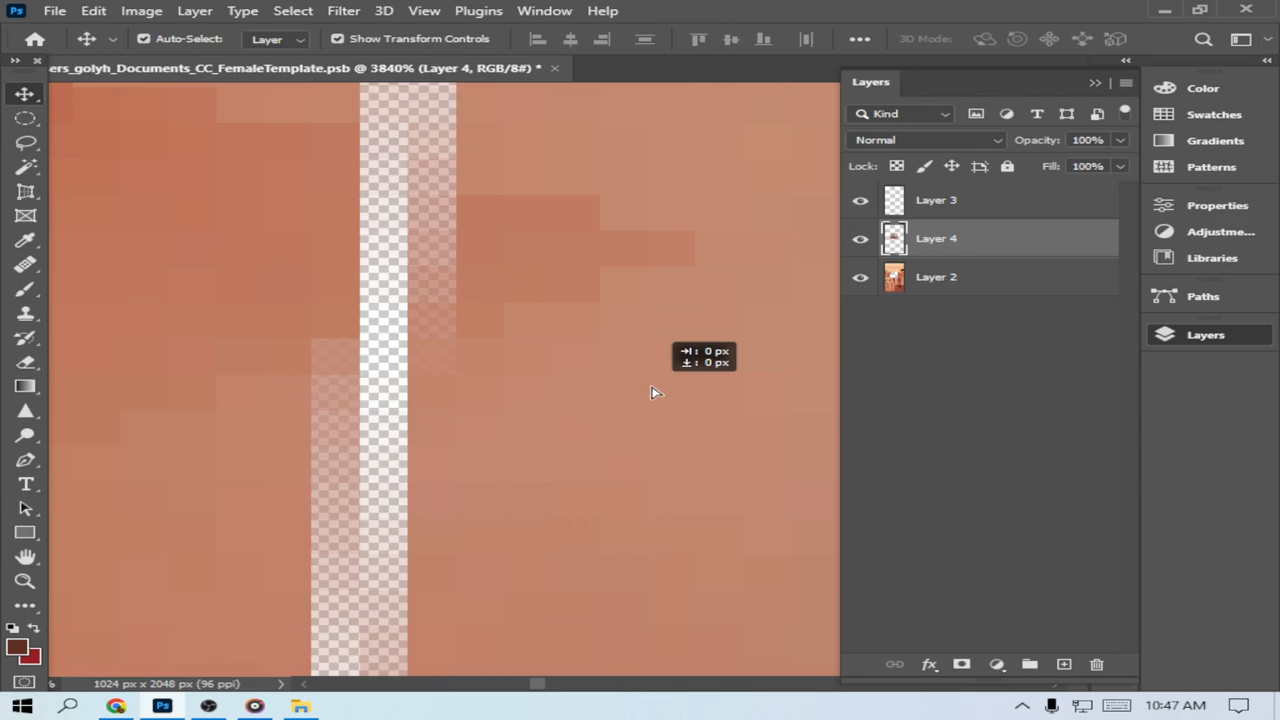 Ps File Edit Image Layer Type Select Filter 3D View Plugins Window Help
Auto-Select: Layer Show Transform Controls 3D Mode:
ers_golyh_Documents_CC_FemaleTemplate.psb @ 3840% (Layer 4, RGB/8#) *
Layers
Kind
Normal Opacity: 100%
Lock: Fill: 100%
Layer 3
Layer 4
Layer 2
Color
Swatches
Gradients
Patterns
Properties
Adjustme...
Libraries
Paths
Layers
: 0 px
: 0 px
T
% 1024 px x 2048 px (96 ppi)
fx
Ps 10:47 AM